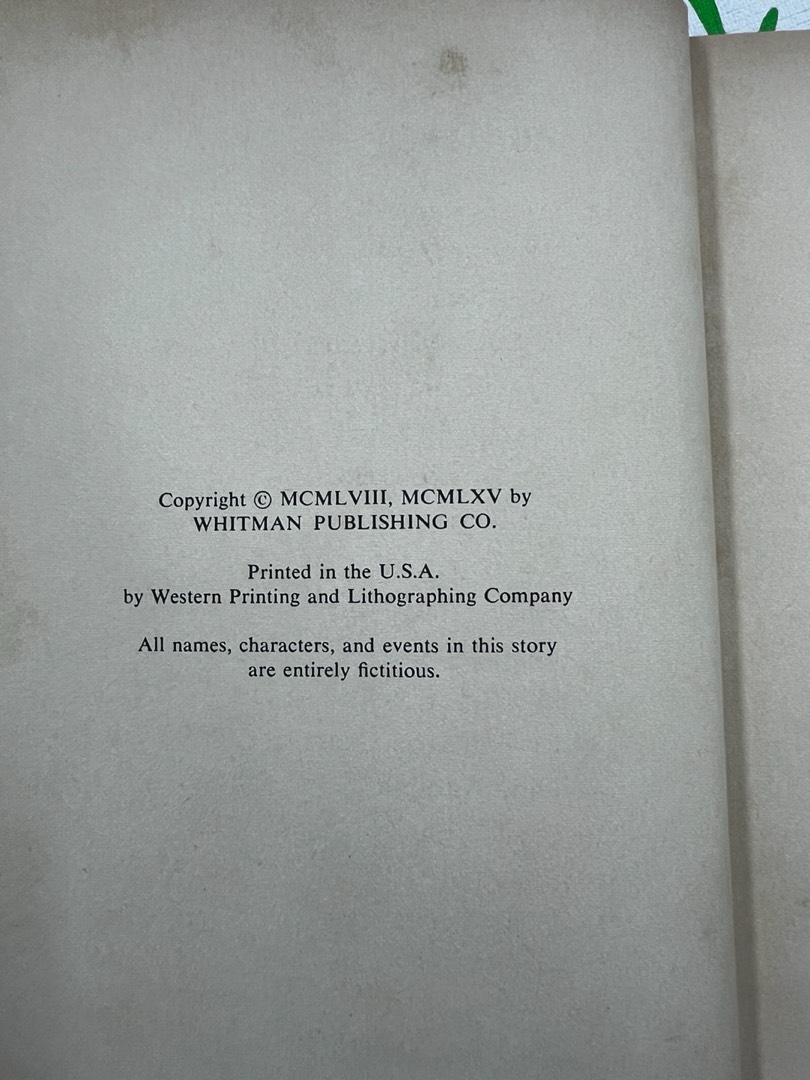 Copyright © MCMLVIII, MCMLXV by
WHITMAN PUBLISHING CO.
Printed in the U.S.A.
by Western Printing and Lithographing Company
All names, characters, and events in this story
are entirely fictitious.